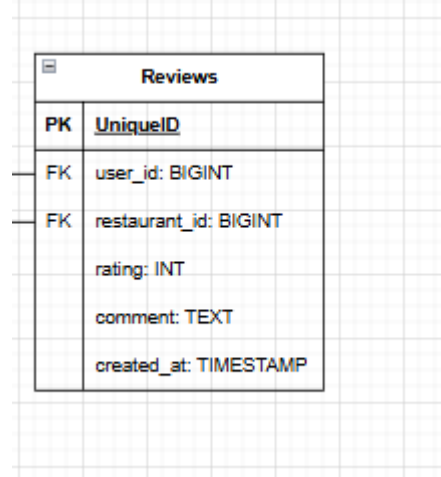 Reviews
PK UniqueID
FK user_id: BIGINT
FK restaurant_id: BIGINT
rating: INT
comment: TEXT
created_at: TIMESTAMP